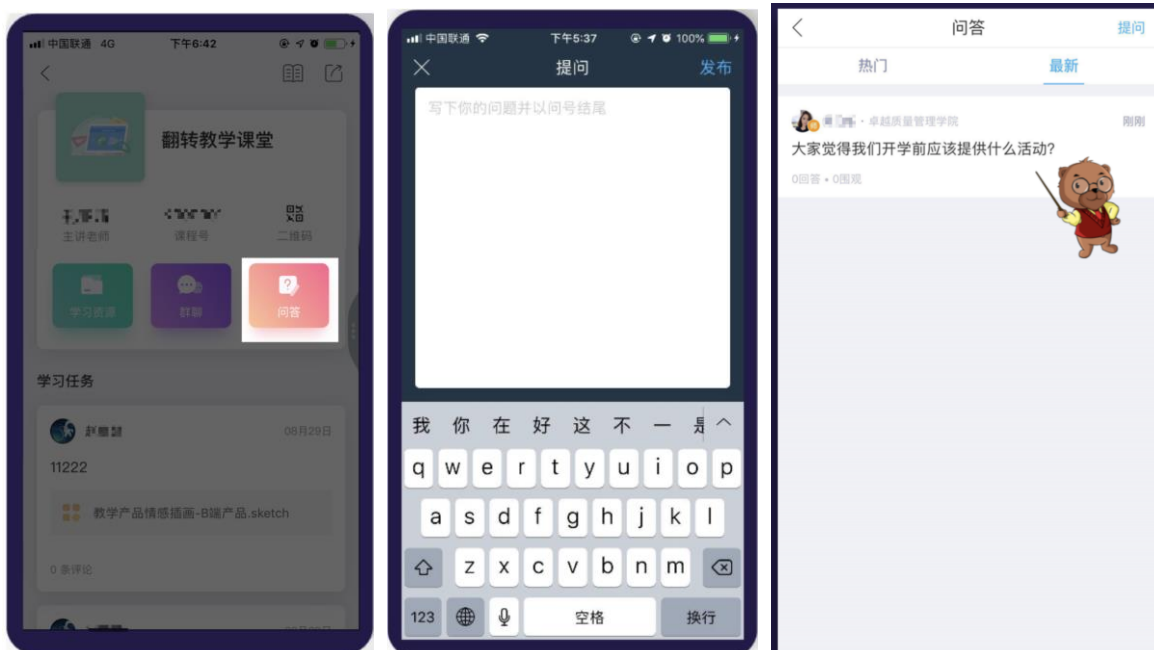 中国联通 4G 下午6:42
翻转教学课堂
主讲老师 课程号 二维码
学习资源 群聊 问答
学习任务
08月29日
11222
教学产品情感插画-B端产品.sketch
0 条评论
中国联通 下午5:37 100%
提问 发布
写下你的问题并以问号结尾
我 你 在 好 这 不 一 是
q w e r t y u i o p
a s d f g h j k l
z x c v b n m
123 空格 换行
问答 提问
热门 最新
· 卓越质量管理学院 刚刚
大家觉得我们开学前应该提供什么活动?
0回答 • 0围观